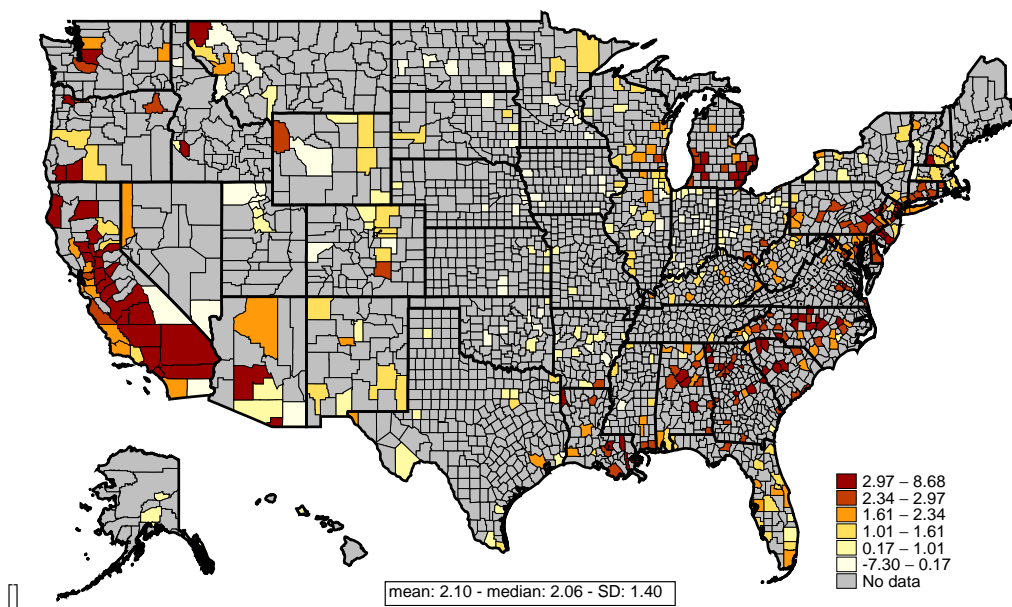 2.97 – 8.68
2.34 – 2.97
1.61 – 2.34
1.01 – 1.61
0.17 – 1.01
-7.30 – 0.17
No data
mean: 2.10 - median: 2.06 - SD: 1.40
[]